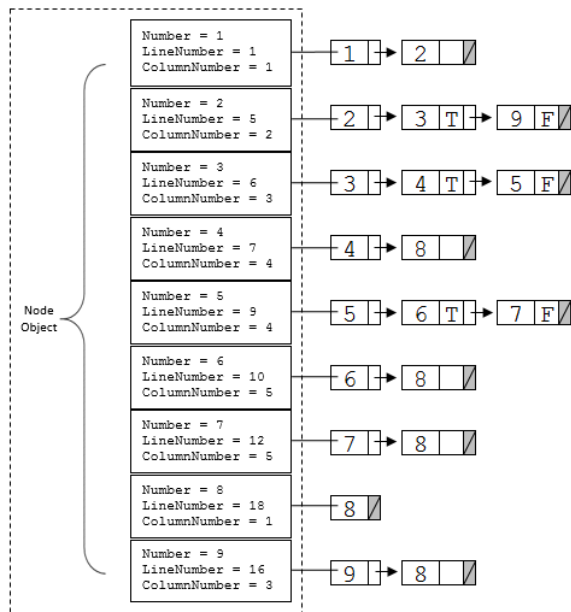 Number = 1
LineNumber = 1
ColumnNumber = 1
1 2
Number = 2
LineNumber = 5
ColumnNumber = 2
2 3 T 9 F
Number = 3
LineNumber = 6
ColumnNumber = 3
3 4 T 5 F
Number = 4
LineNumber = 7
ColumnNumber = 4
4 8
Node
Object
Number = 5
LineNumber = 9
ColumnNumber = 4
5 6 T 7 F
Number = 6
LineNumber = 10
ColumnNumber = 5
6 8
Number = 7
LineNumber = 12
ColumnNumber = 5
7 8
Number = 8
LineNumber = 18
ColumnNumber = 1
8
Number = 9
LineNumber = 16
ColumnNumber = 3
9 8